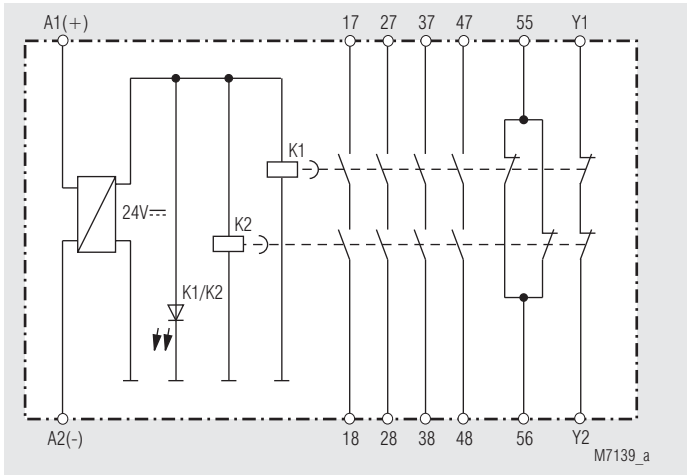 A1(+) 17 27 37 47 55 Y1
K1
24V⎓
K2
K1/K2
A2(-) 18 28 38 48 56 Y2
M7139_a